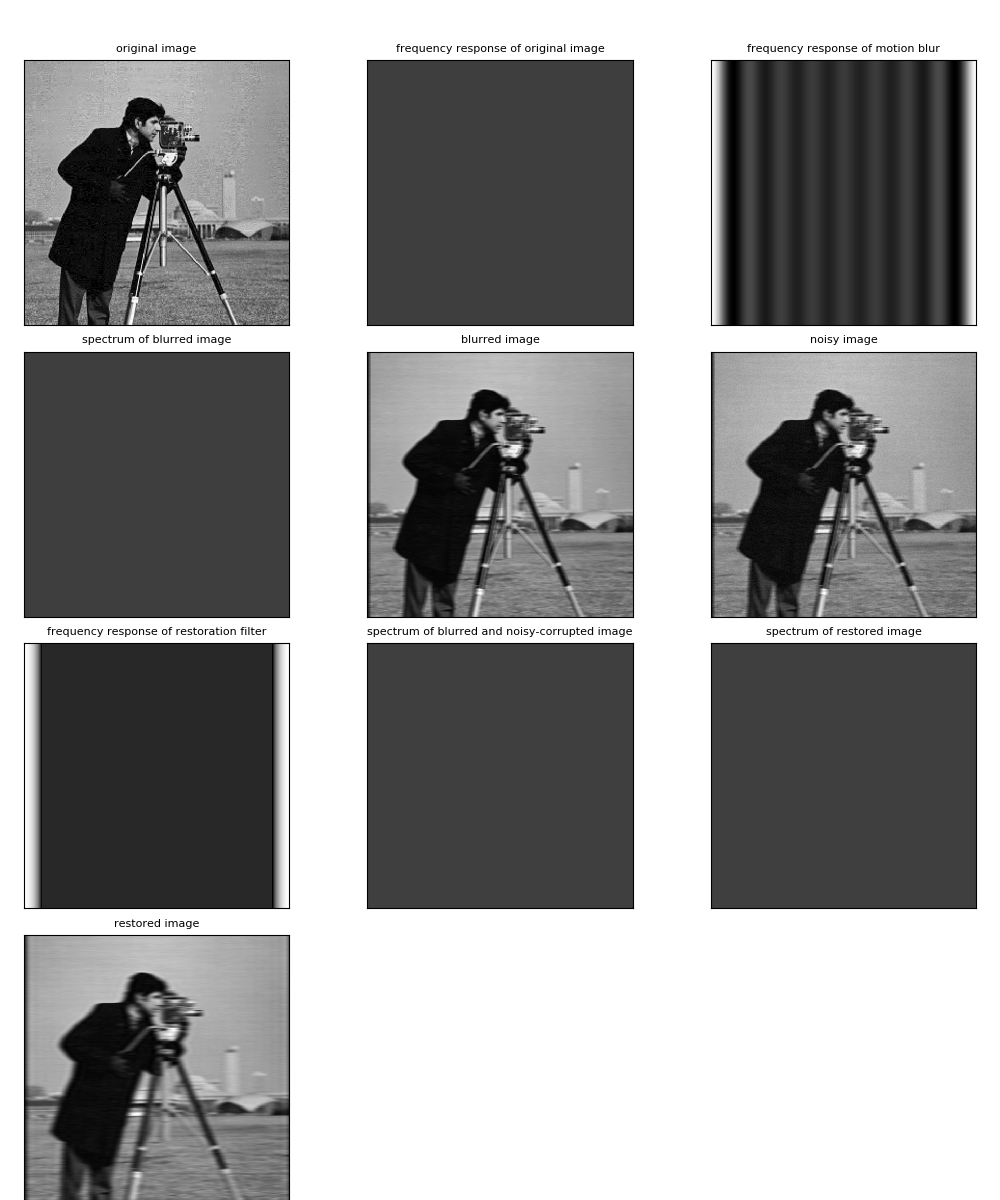 original image
frequency response of original image
frequency response of motion blur
spectrum of blurred image
blurred image
noisy image
frequency response of restoration filter
spectrum of blurred and noisy-corrupted image
spectrum of restored image
restored image